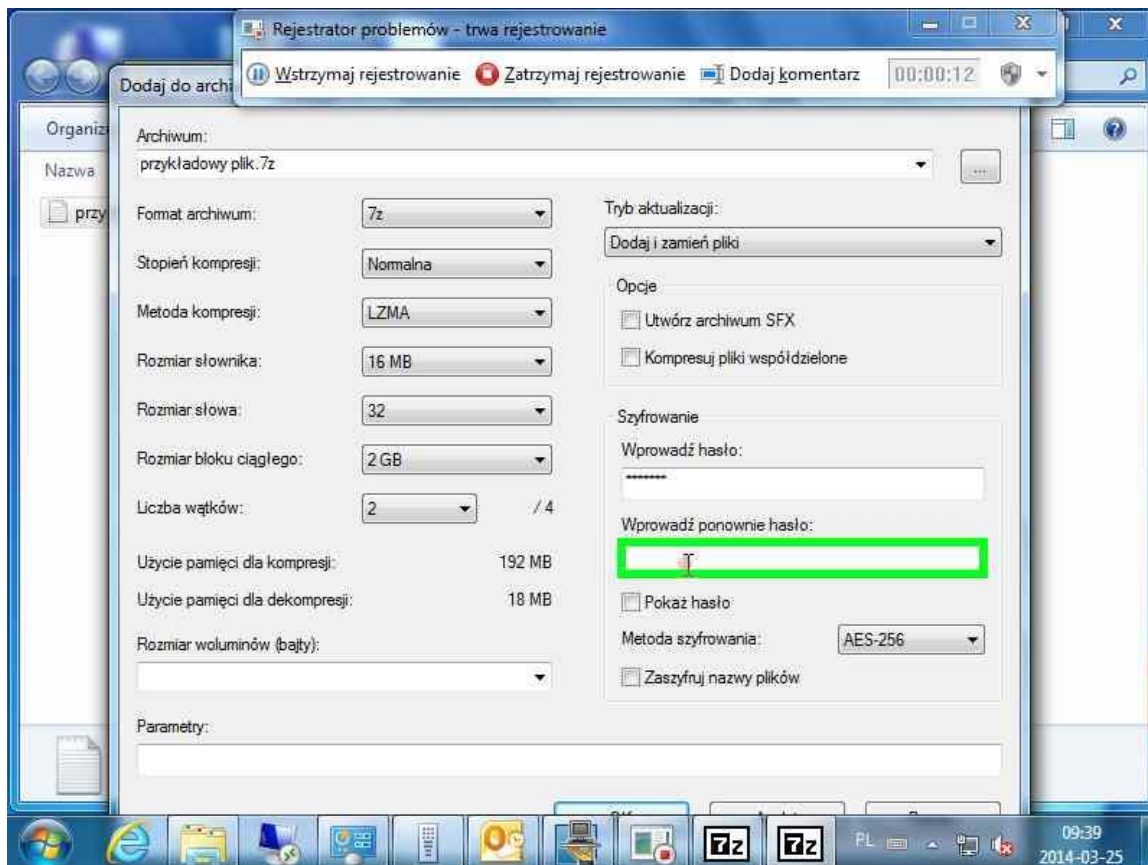 Rejestrator problemów - trwa rejestrowanie
Wstrzymaj rejestrowanie Zatrzymaj rejestrowanie Dodaj komentarz 00:00:12
Dodaj do archi
Organiz
Nazwa
przy
Archiwum:
przykładowy plik.7z
...
Format archiwum: 7z
Stopień kompresji: Normalna
Metoda kompresji: LZMA
Rozmiar słownika: 16 MB
Rozmiar słowa: 32
Rozmiar bloku ciągłego: 2 GB
Liczba wątków: 2 / 4
Użycie pamięci dla kompresji: 192 MB
Użycie pamięci dla dekompresji: 18 MB
Rozmiar woluminów (bajty):
Tryb aktualizacji:
Dodaj i zamień pliki
Opcje
Utwórz archiwum SFX
Kompresuj pliki współdzielone
Szyfrowanie
Wprowadź hasło:
*******
Wprowadź ponownie hasło:
Pokaż hasło
Metoda szyfrowania: AES-256
Zaszyfruj nazwy plików
Parametry:
7z 7z PL 09:39
2014-03-25